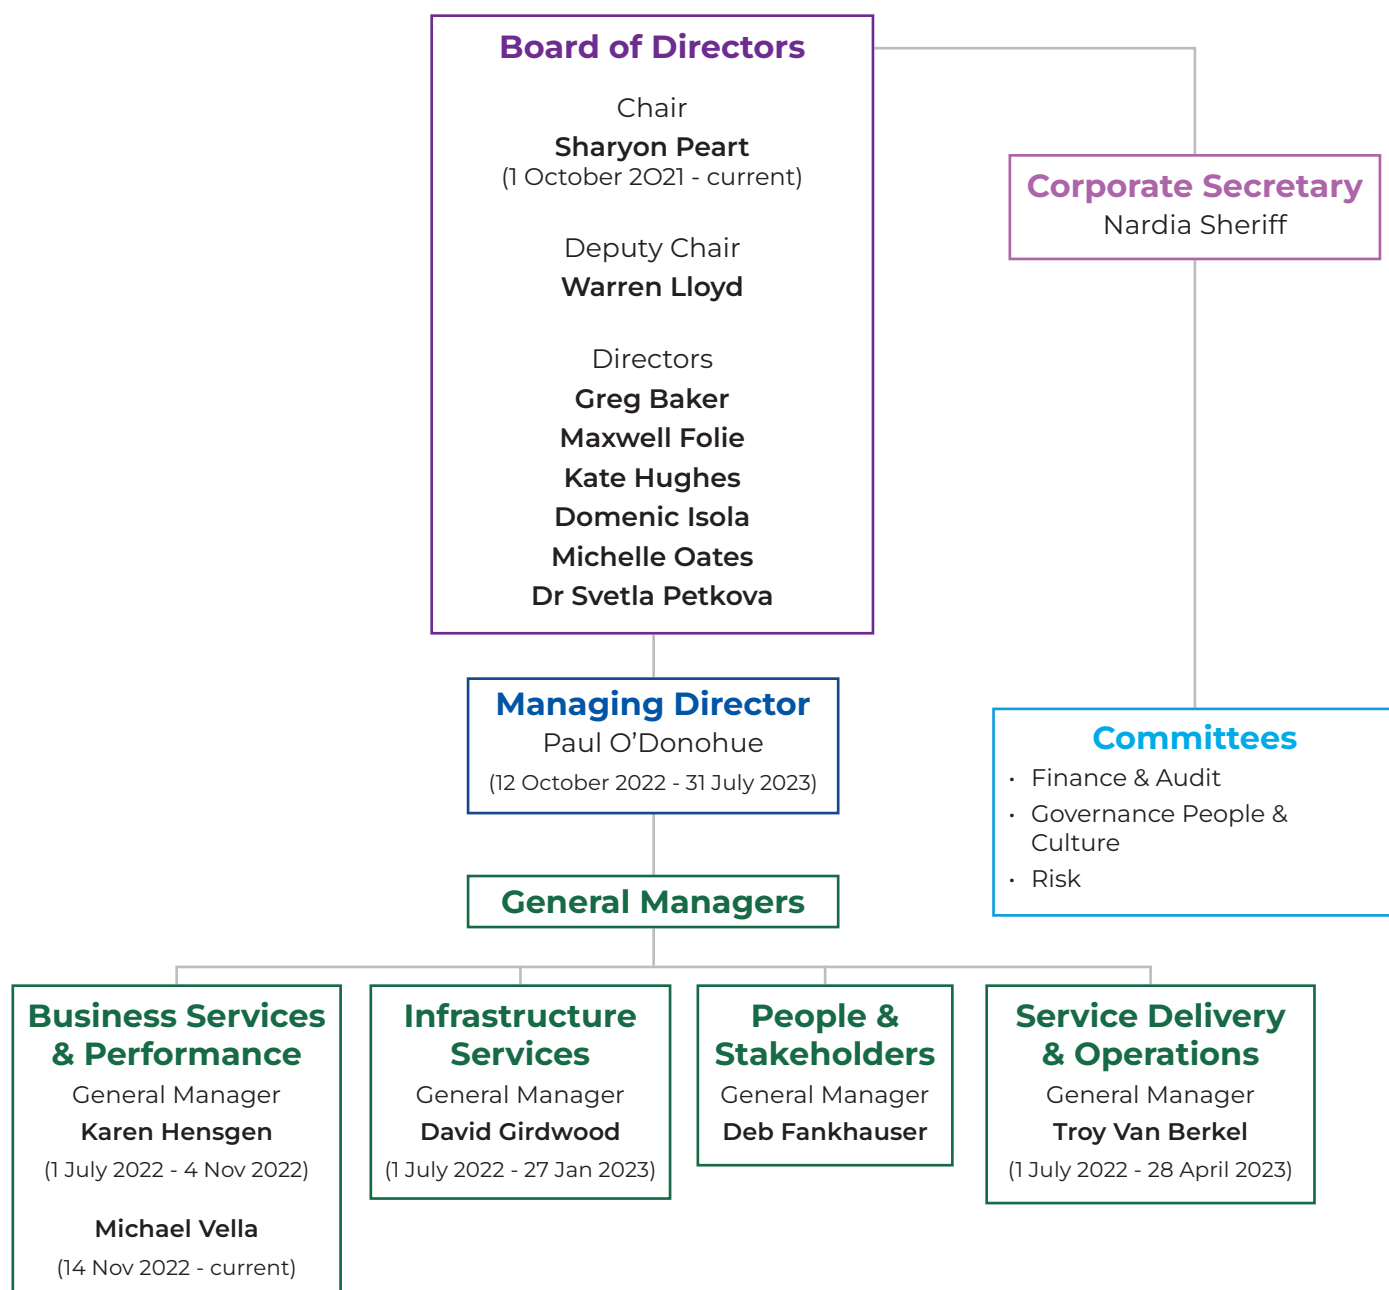 Board of Directors
Chair
Sharyon Peart
(1 October 2O21 - current)
Deputy Chair
Warren Lloyd
Directors
Greg Baker
Maxwell Folie
Kate Hughes
Domenic Isola
Michelle Oates
Dr Svetla Petkova
Corporate Secretary
Nardia Sheriff
Managing Director
Paul O’Donohue
(12 October 2022 - 31 July 2023)
Committees
• Finance & Audit
• Governance People &
Culture
• Risk
General Managers
Business Services
& Performance
General Manager
Karen Hensgen
(1 July 2022 - 4 Nov 2022)
Michael Vella
(14 Nov 2022 - current)
Infrastructure
Services
General Manager
David Girdwood
(1 July 2022 - 27 Jan 2023)
People &
Stakeholders
General Manager
Deb Fankhauser
Service Delivery
& Operations
General Manager
Troy Van Berkel
(1 July 2022 - 28 April 2023)